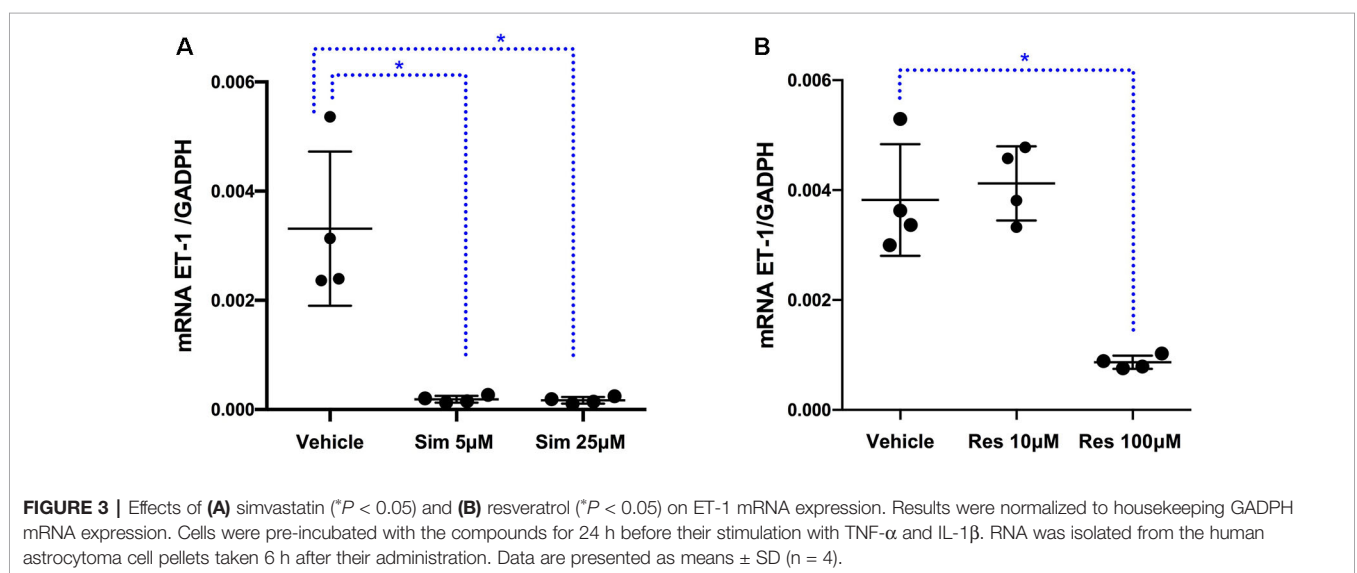 A
*
*
0.006
0.004
0.002
0.000
mRNA ET-1 /GADPH
Vehicle
Sim 5µM
Sim 25µM
B
*
0.006
0.004
0.002
0.000
mRNA ET-1/GADPH
Vehicle
Res 10µM
Res 100µM
FIGURE 3 | Effects of (A) simvastatin (*P < 0.05) and (B) resveratrol (*P < 0.05) on ET-1 mRNA expression. Results were normalized to housekeeping GADPH
mRNA expression. Cells were pre-incubated with the compounds for 24 h before their stimulation with TNF-α and IL-1β. RNA was isolated from the human
astrocytoma cell pellets taken 6 h after their administration. Data are presented as means ± SD (n = 4).